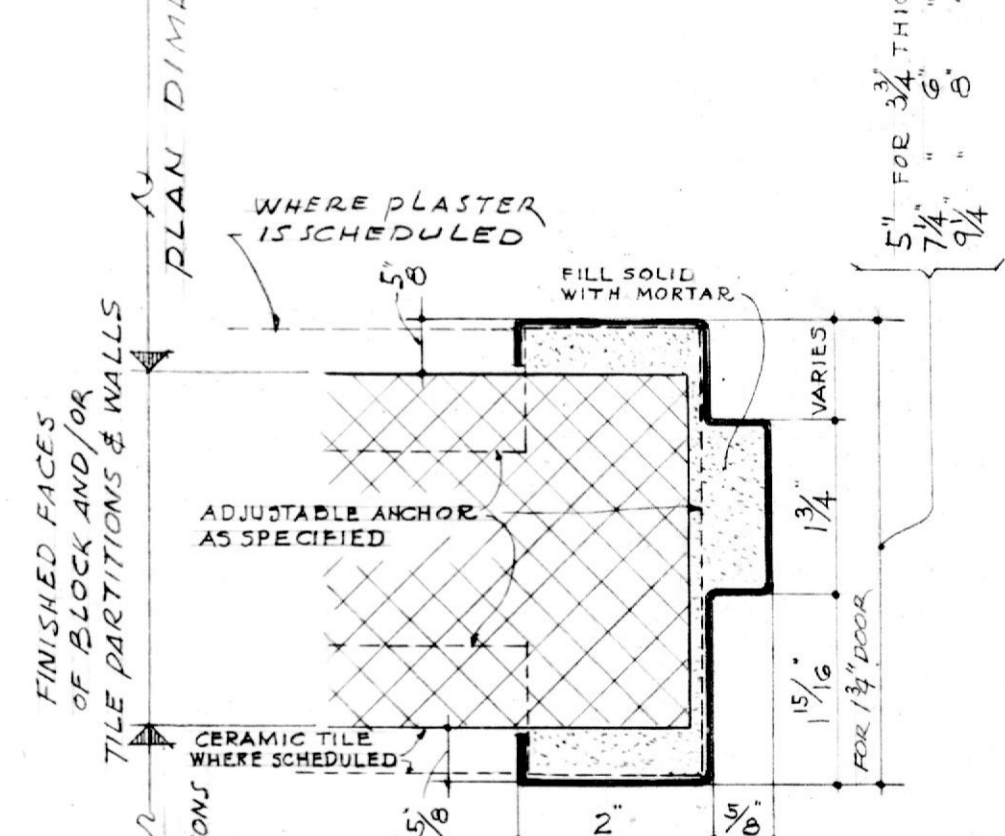 PLAN
WHERE PLASTER
IS SCHEDULED
5"
8
FILL SOLID
WITH MORTAR
FINISHED FACES
OF BLOCK AND/OR
TILE PARTITIONS & WALLS
ADJUSTABLE ANCHOR
AS SPECIFIED
CERAMIC TILE
WHERE SCHEDULED
5/8"
2"
5/8"
VARIES
1 3/4"
1 15/16"
FOR 1 3/4" DOOR
5" FOR 3 3/4"
7 1/4" " 6"
9 1/4" " 8"